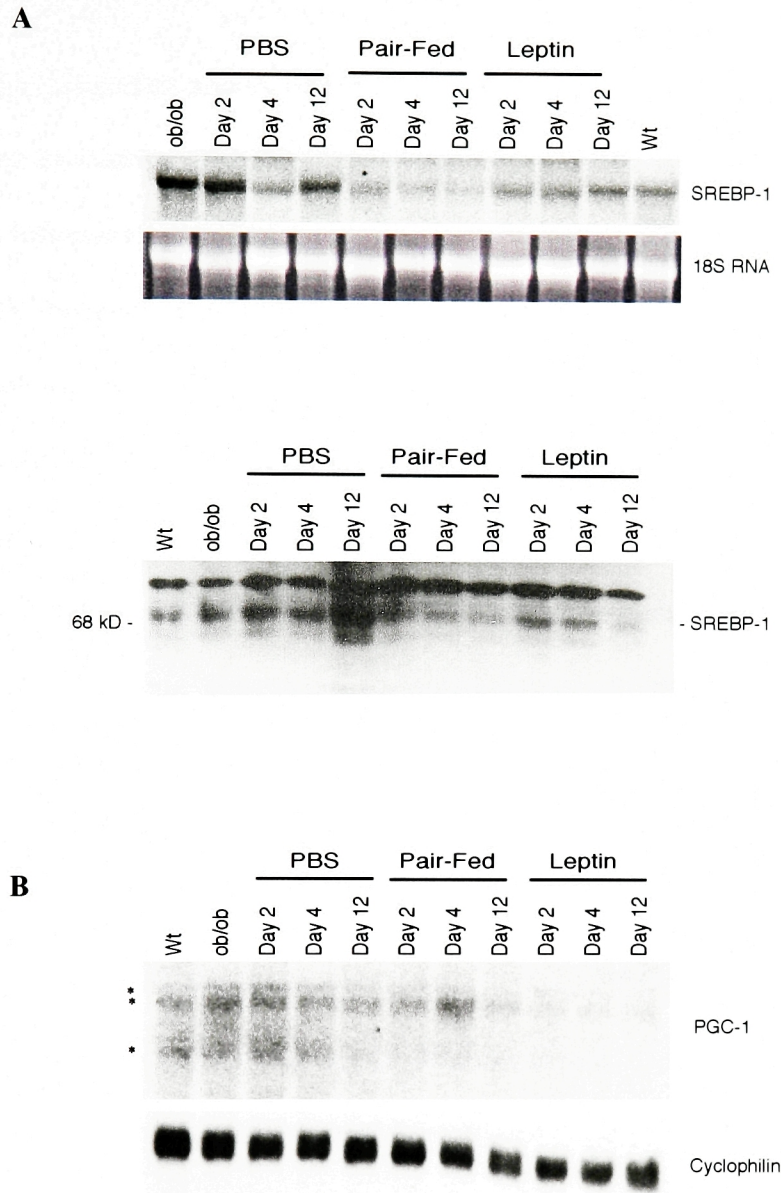 A
PBS Pair-Fed Leptin
ob/ob Day 2 Day 4 Day 12 Day 2 Day 4 Day 12 Day 2 Day 4 Day 12 Wt
SREBP-1
18S RNA
PBS Pair-Fed Leptin
Wt ob/ob Day 2 Day 4 Day 12 Day 2 Day 4 Day 12 Day 2 Day 4 Day 12
68 kD - - SREBP-1
B
PBS Pair-Fed Leptin
Wt ob/ob Day 2 Day 4 Day 12 Day 2 Day 4 Day 12 Day 2 Day 4 Day 12
*
*
PGC-1
*
Cyclophilin